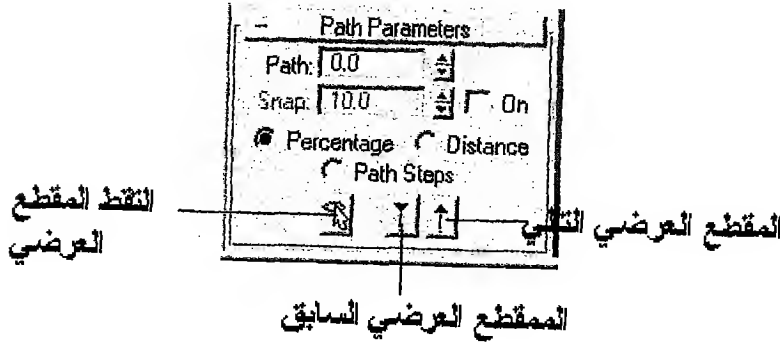 Path Parameters
Path: 0.0
Snap: 10.0 On
Percentage Distance
Path Steps
التقط المقطع
العرضي
المقطع العرضي التالي
الممقطع العرضي السابق